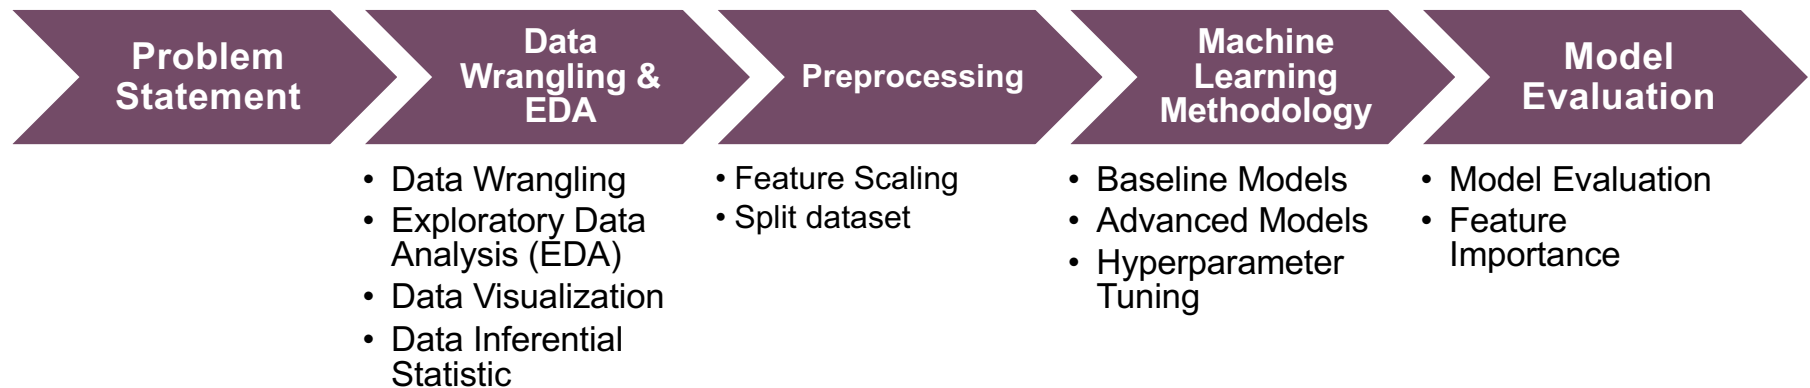 Problem
Statement
Data
Wrangling &
EDA
Preprocessing
Machine
Learning
Methodology
Model
Evaluation
• Data Wrangling
• Exploratory Data
Analysis (EDA)
• Data Visualization
• Data Inferential
Statistic
• Feature Scaling
• Split dataset
• Baseline Models
• Advanced Models
• Hyperparameter
Tuning
• Model Evaluation
• Feature
Importance